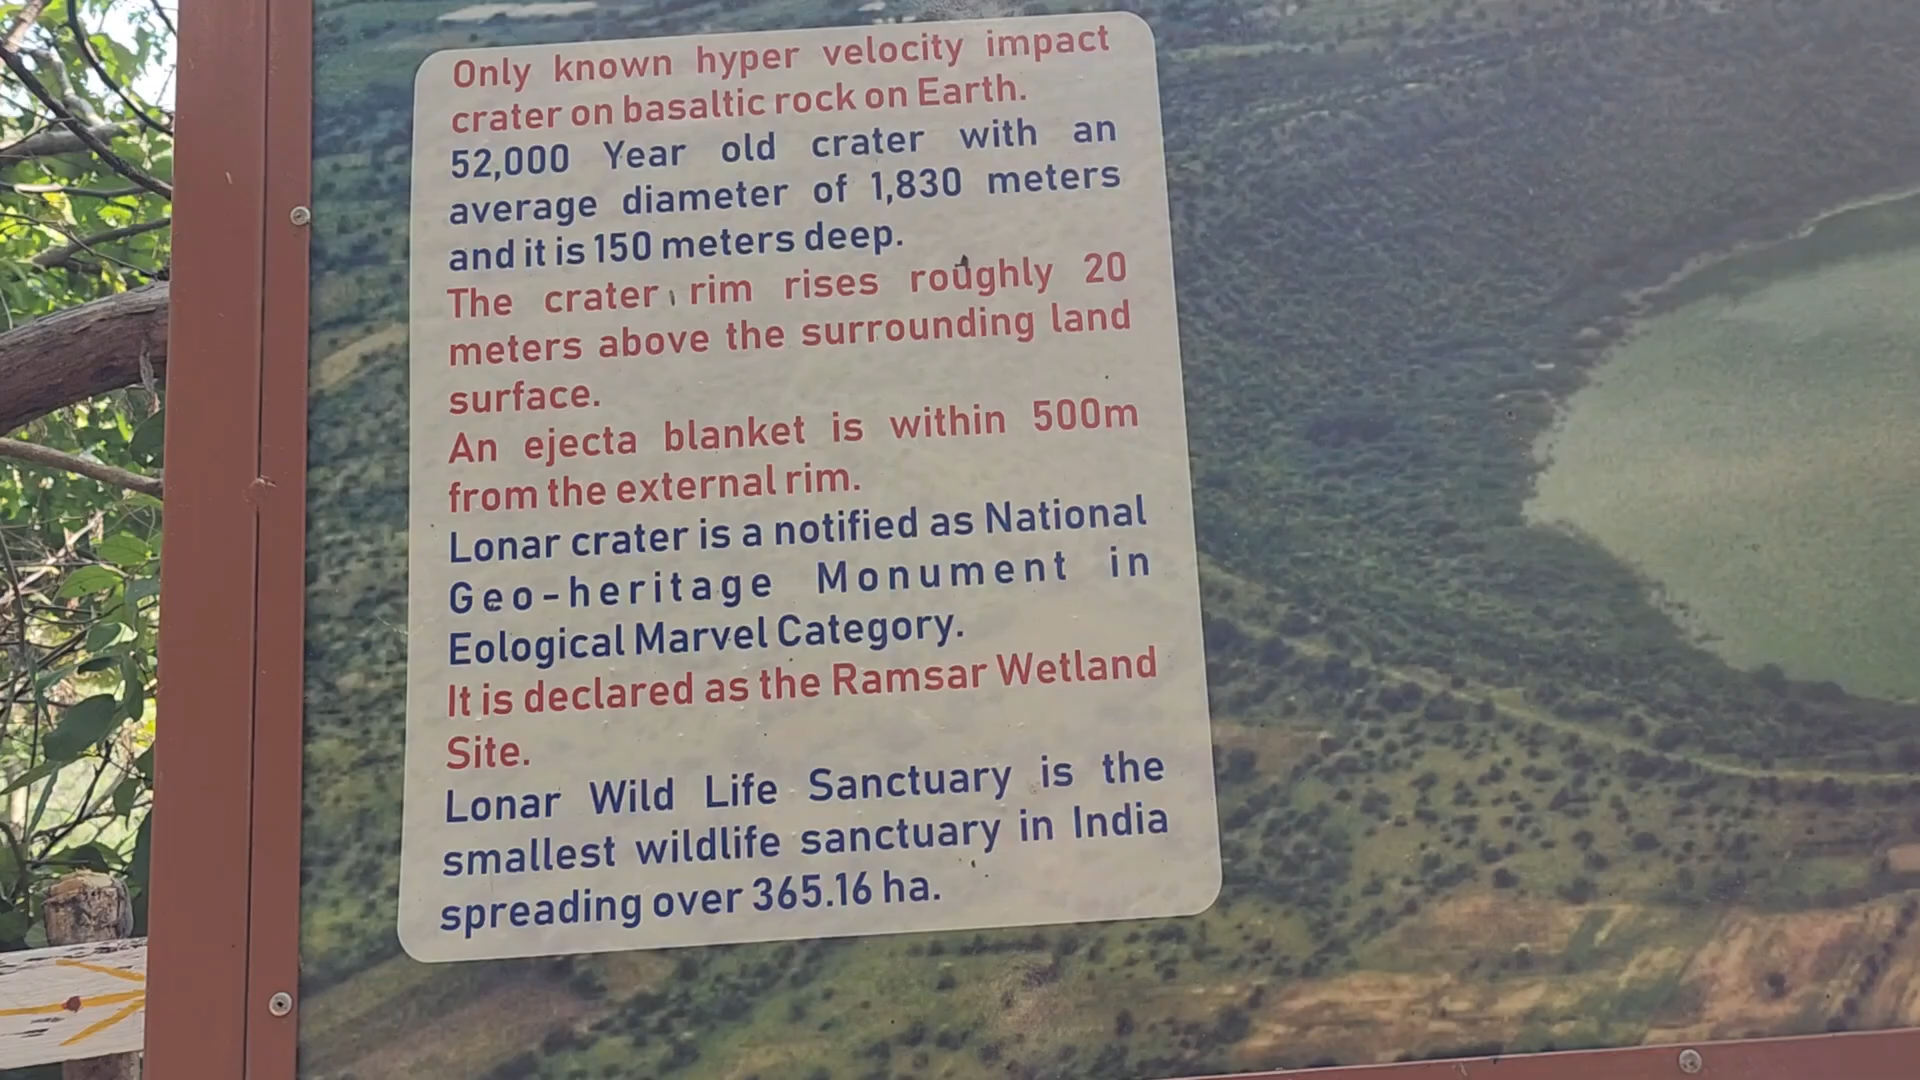 Only known hyper velocity impact
crater on basaltic rock on Earth.
52,000 Year old crater with an
average diameter of 1,830 meters
and it is 150 meters deep.
The crater rim rises roughly 20
meters above the surrounding land
surface.
An ejecta blanket is within 500m
from the external rim.
Lonar crater is a notified as National
Geo-heritage Monument in
Eological Marvel Category.
It is declared as the Ramsar Wetland
Site.
Lonar Wild Life Sanctuary is the
smallest wildlife sanctuary in India
spreading over 365.16 ha.